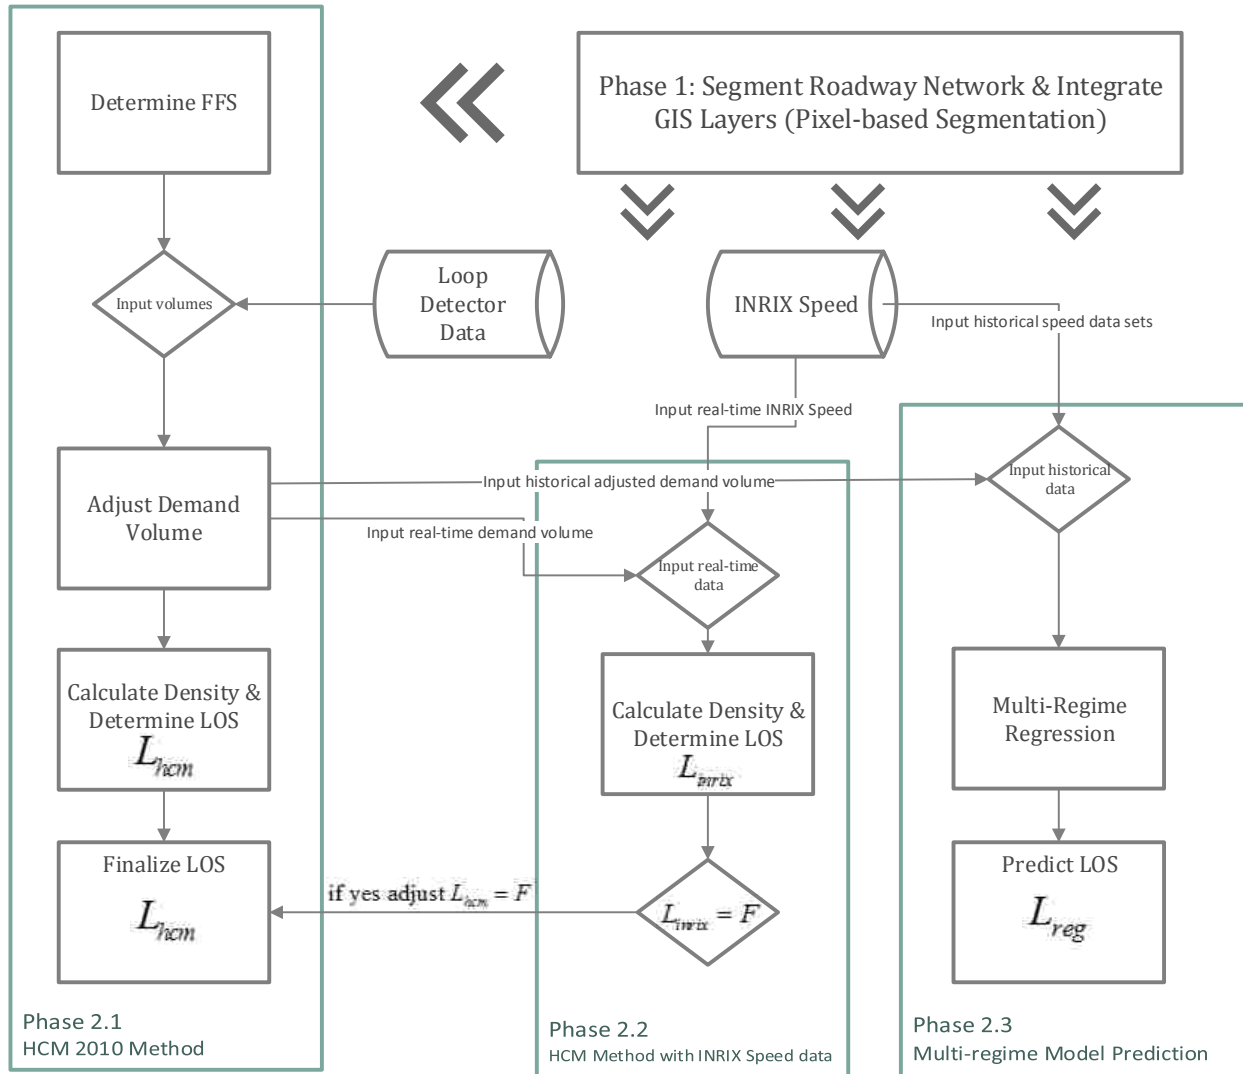 Phase 1: Segment Roadway Network & Integrate
GIS Layers (Pixel-based Segmentation)
Determine FFS
Input volumes
Loop
Detector
Data
INRIX Speed
Input historical speed data sets
Input real-time INRIX Speed
Adjust Demand
Volume
Input historical adjusted demand volume
Input real-time demand volume
Input historical
data
Input real-time
data
Calculate Density &
Determine LOS
L_hcm
Calculate Density &
Determine LOS
L_inrix
Multi-Regime
Regression
Finalize LOS
L_hcm
if yes adjust L_hcm = F
L_inrix = F
Predict LOS
L_reg
Phase 2.1
HCM 2010 Method
Phase 2.2
HCM Method with INRIX Speed data
Phase 2.3
Multi-regime Model Prediction